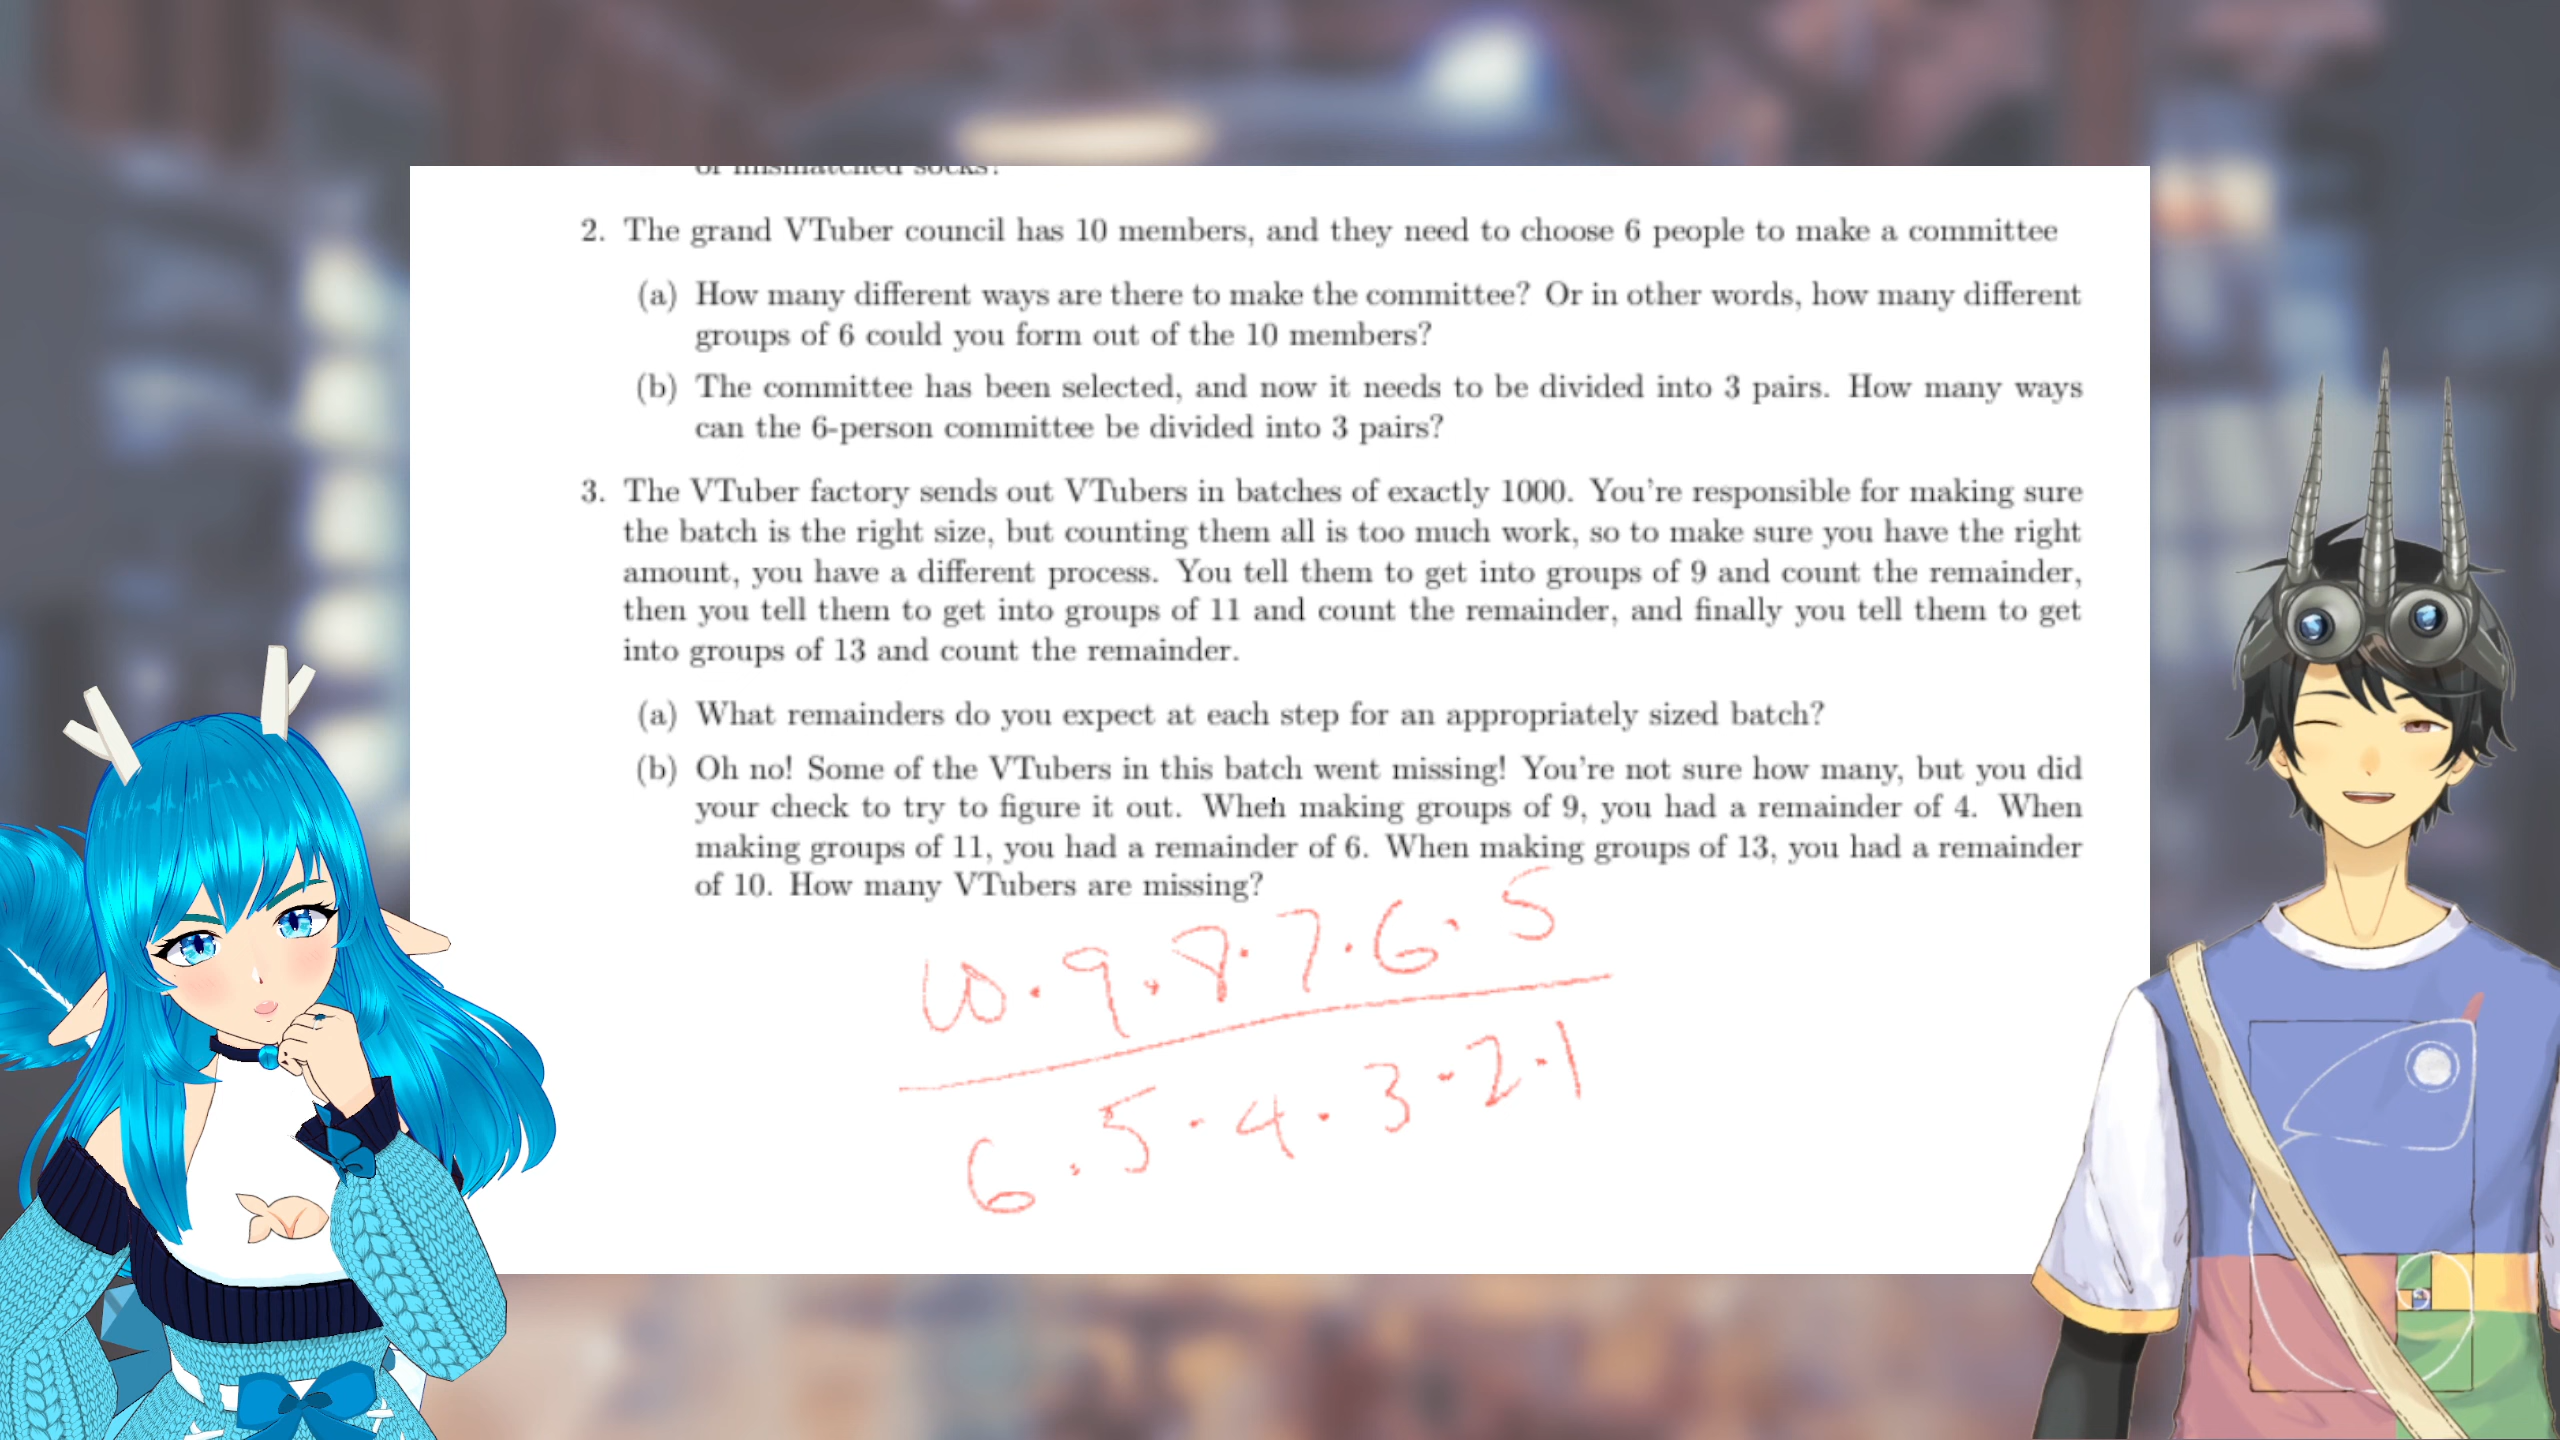 of mismatched socks?
2. The grand VTuber council has 10 members, and they need to choose 6 people to make a committee
(a) How many different ways are there to make the committee? Or in other words, how many different
groups of 6 could you form out of the 10 members?
(b) The committee has been selected, and now it needs to be divided into 3 pairs. How many ways
can the 6-person committee be divided into 3 pairs?
3. The VTuber factory sends out VTubers in batches of exactly 1000. You're responsible for making sure
the batch is the right size, but counting them all is too much work, so to make sure you have the right
amount, you have a different process. You tell them to get into groups of 9 and count the remainder,
then you tell them to get into groups of 11 and count the remainder, and finally you tell them to get
into groups of 13 and count the remainder.
(a) What remainders do you expect at each step for an appropriately sized batch?
(b) Oh no! Some of the VTubers in this batch went missing! You're not sure how many, but you did
your check to try to figure it out. When making groups of 9, you had a remainder of 4. When
making groups of 11, you had a remainder of 6. When making groups of 13, you had a remainder
of 10. How many VTubers are missing?
10 · 9 · 8 · 7 · 6 · 5
6 · 5 · 4 · 3 · 2 · 1